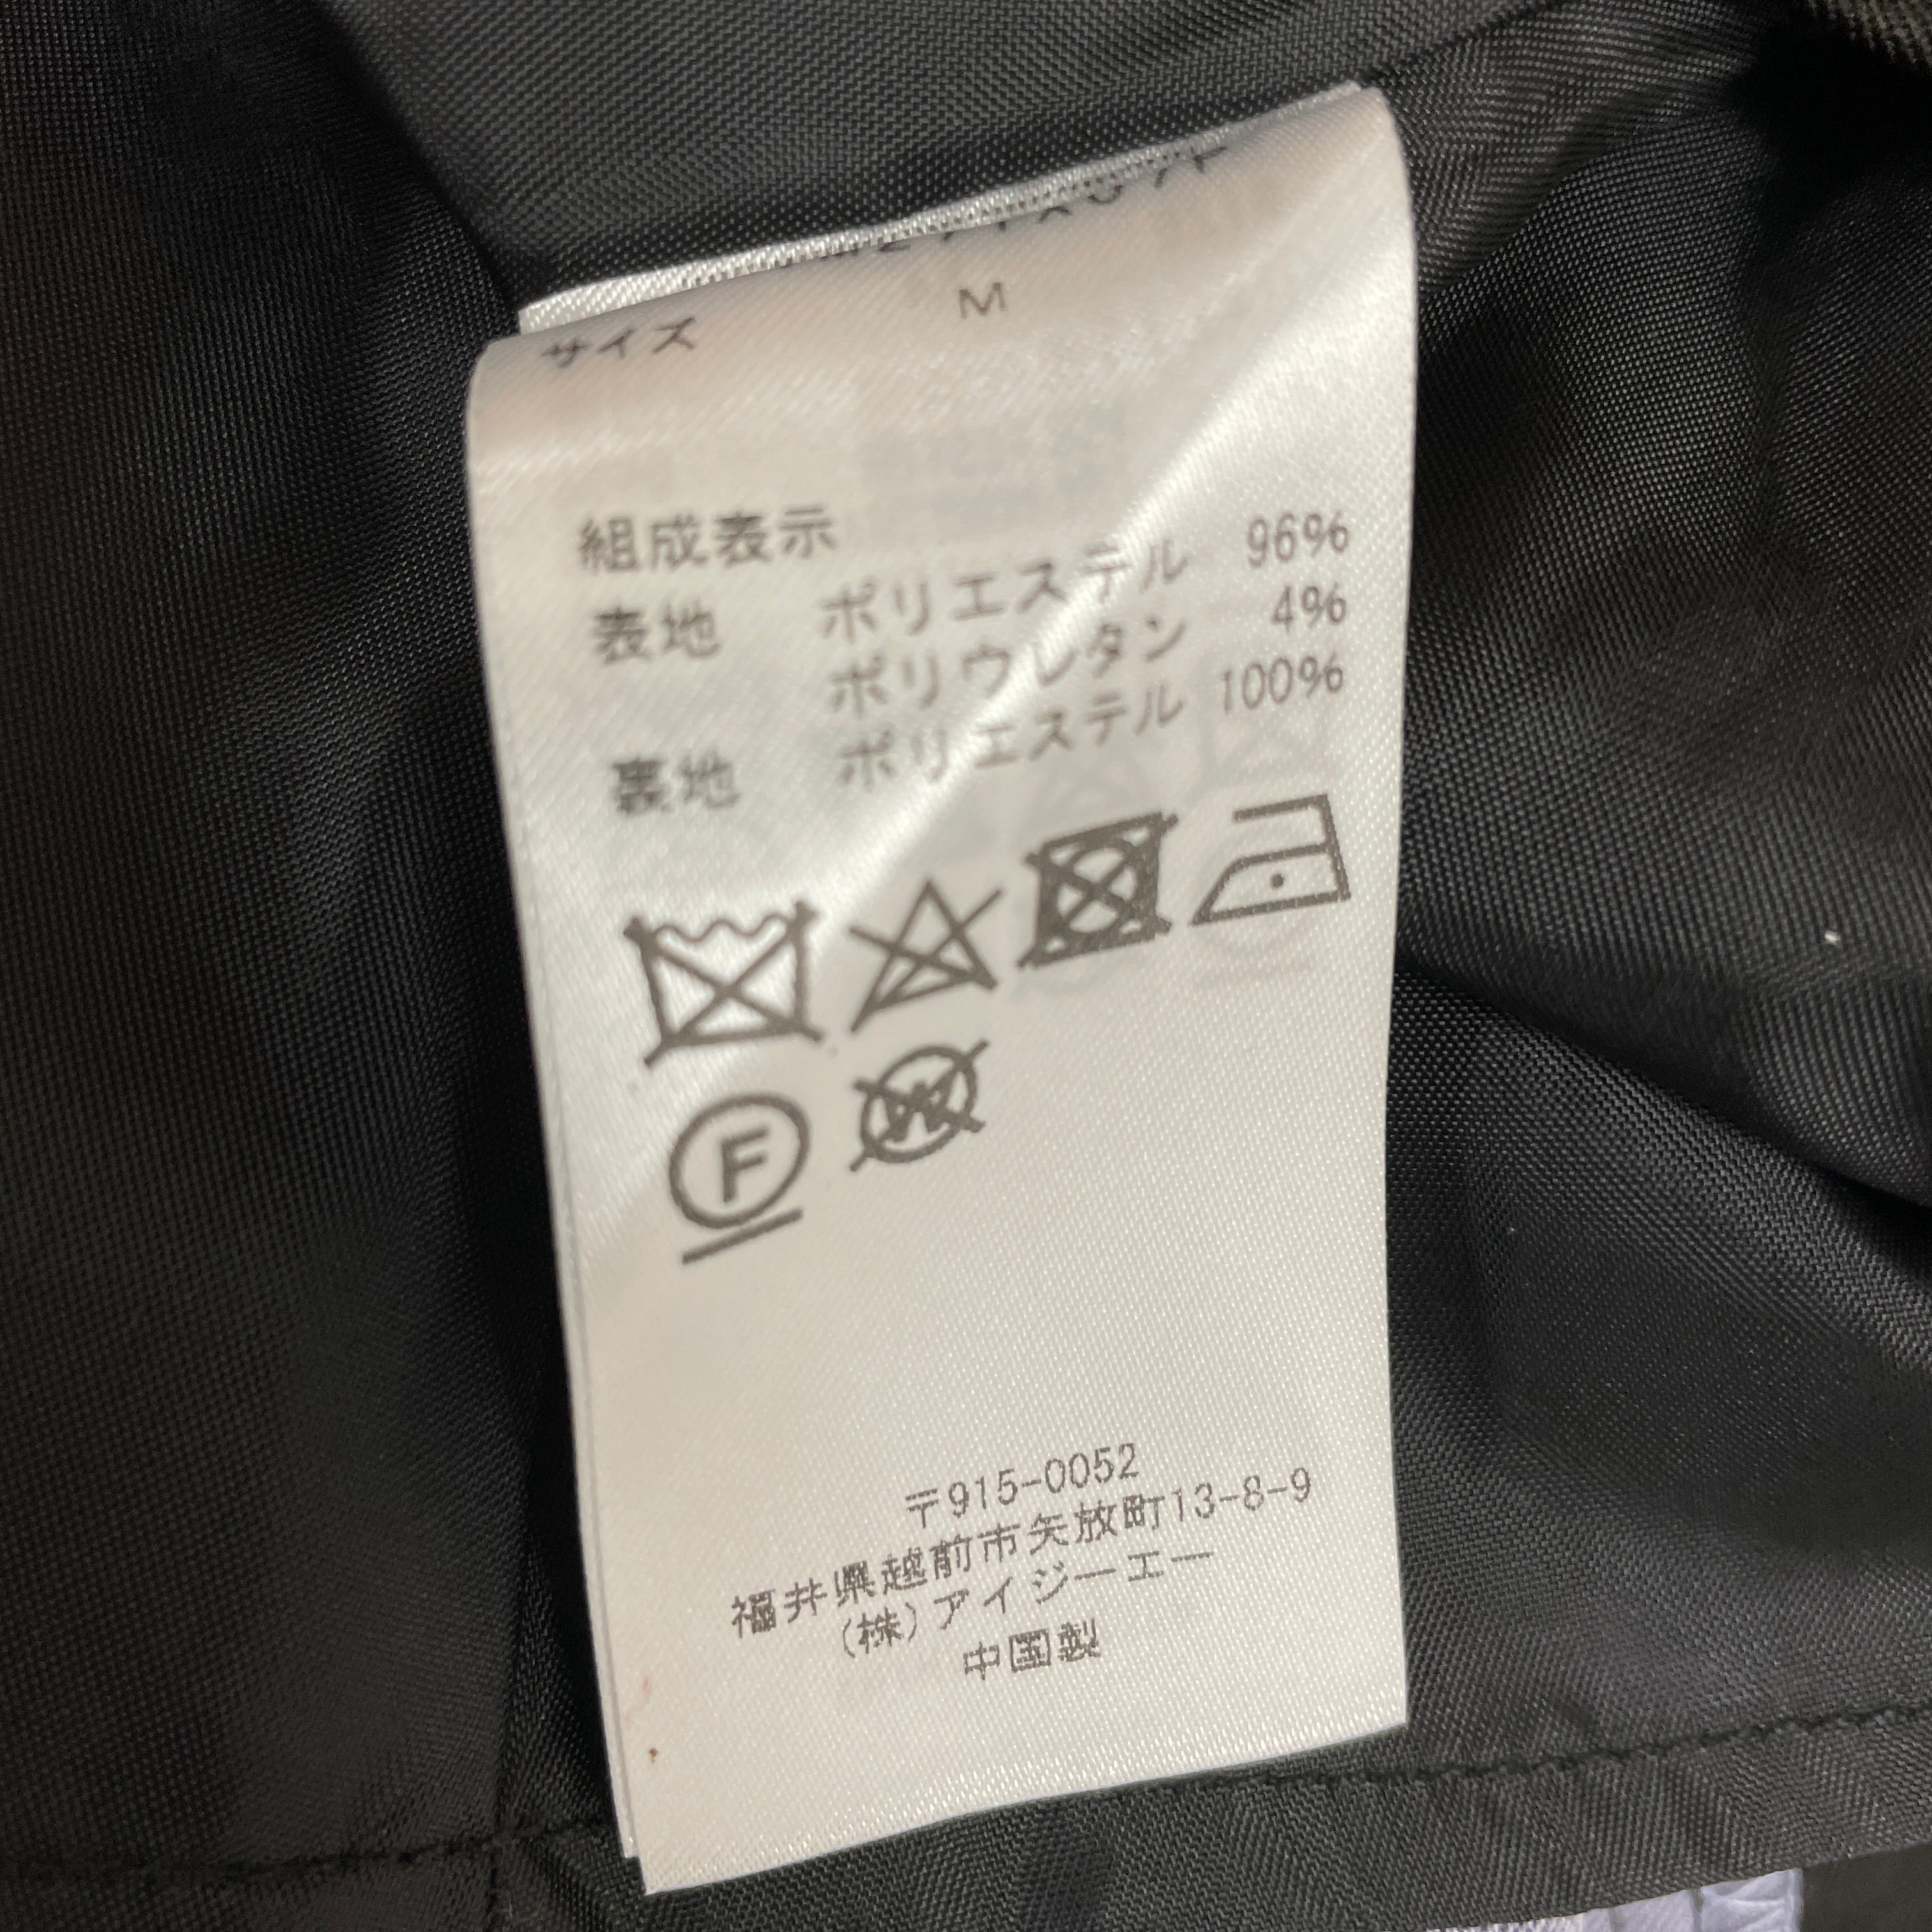 サイズ M
組成表示
表地 ポリエステル 96%
ポリウレタン 4%
裏地 ポリエステル 100%
F
W
〒915-0052
福井県越前市矢放町13-8-9
(株)アイジーエー
中国製